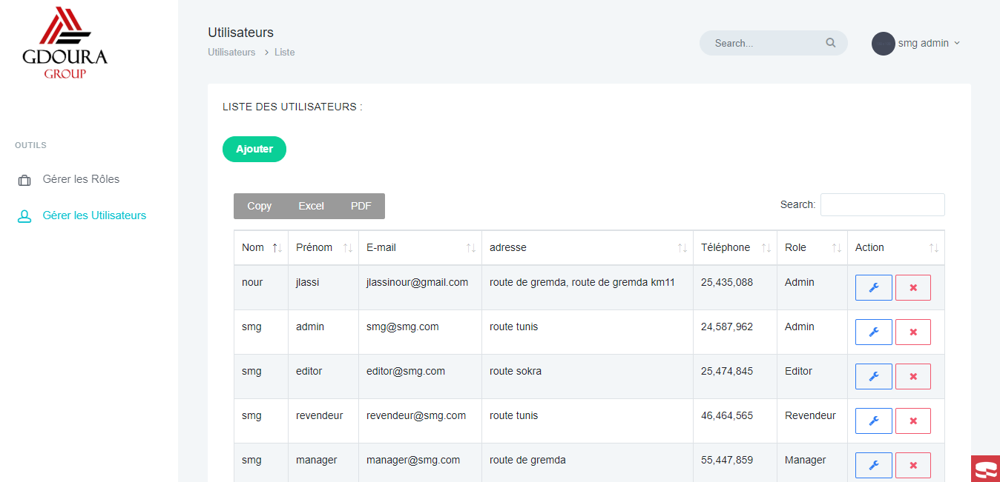 GDOURA
GROUP
Utilisateurs
Utilisateurs > Liste
Search...
smg admin
OUTILS
Gérer les Rôles
Gérer les Utilisateurs
LISTE DES UTILISATEURS :
Ajouter
Copy Excel PDF
Search:
Nom Prénom E-mail adresse Téléphone Role Action
nour jlassi jlassinour@gmail.com route de gremda, route de gremda km11 25,435,088 Admin
smg admin smg@smg.com route tunis 24,587,962 Admin
smg editor editor@smg.com route sokra 25,474,845 Editor
smg revendeur revendeur@smg.com route tunis 46,464,565 Revendeur
smg manager manager@smg.com route de gremda 55,447,859 Manager